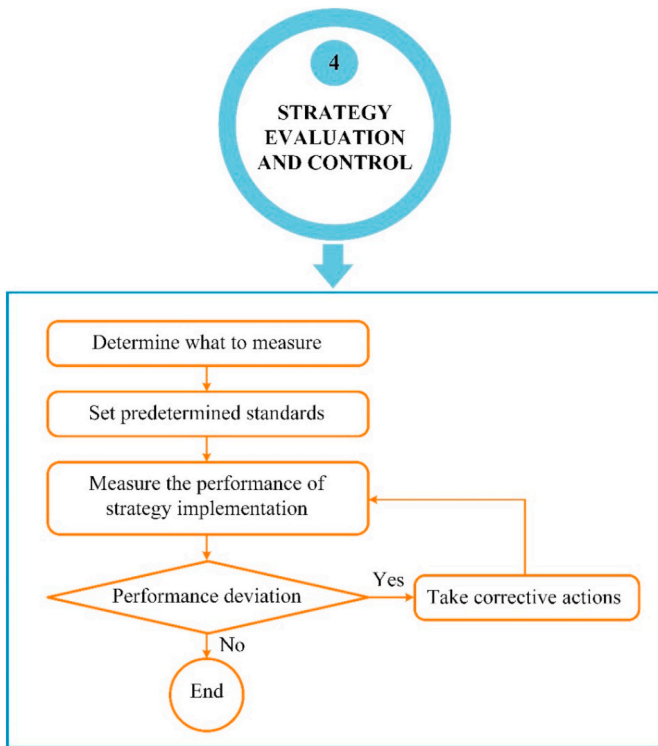 4
STRATEGY
EVALUATION
AND CONTROL
Determine what to measure
Set predetermined standards
Measure the performance of
strategy implementation
Performance deviation
Yes
Take corrective actions
No
End